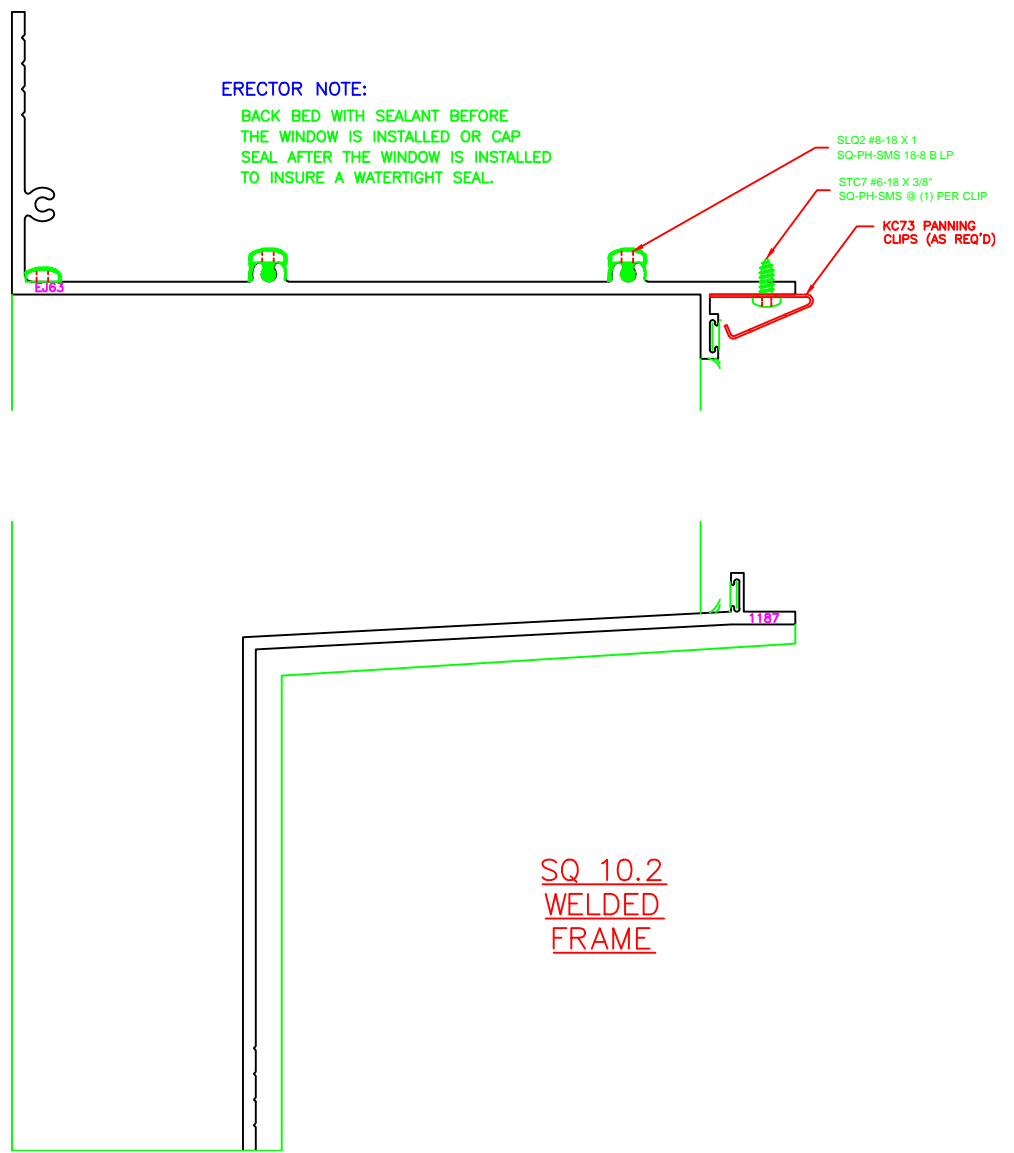 ERECTOR NOTE:
BACK BED WITH SEALANT BEFORE
THE WINDOW IS INSTALLED OR CAP
SEAL AFTER THE WINDOW IS INSTALLED
TO INSURE A WATERTIGHT SEAL.
SLQ2 #8-18 X 1
SQ-PH-SMS 18-8 B LP
STC7 #6-18 X 3/8"
SQ-PH-SMS @ (1) PER CLIP
KC73 PANNING
CLIPS (AS REQ'D)
EJ63
1187
SQ 10.2
WELDED
FRAME